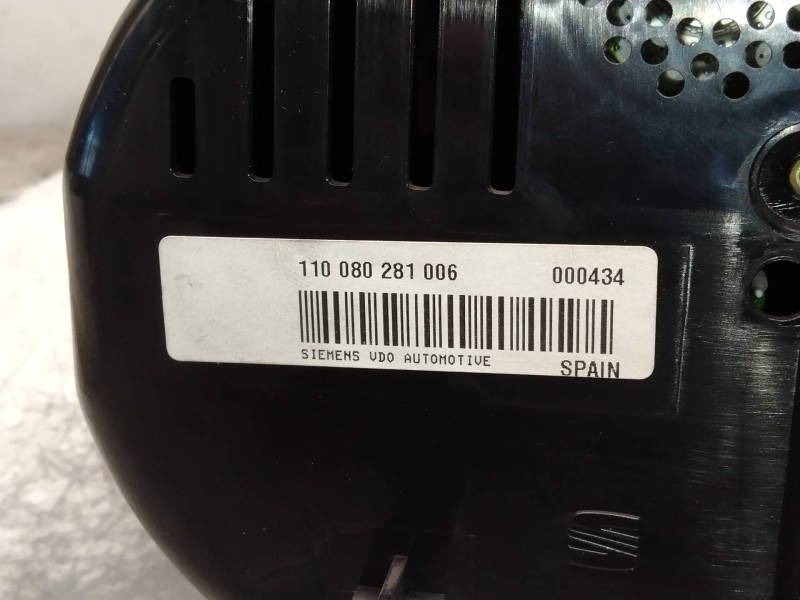 110 080 281 006 000434
SIEMENS VDO AUTOMOTIVE
SPAIN